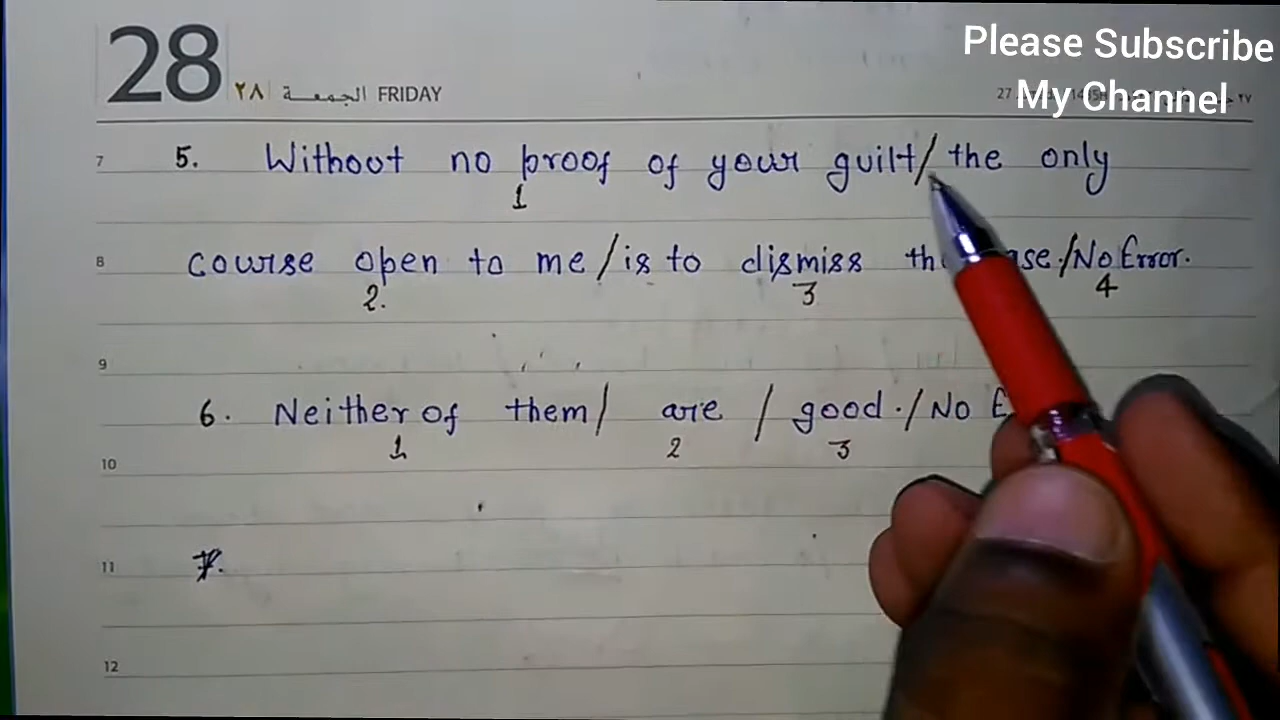 Please Subscribe
My Channel
28 ٢٨ الجمعة FRIDAY
27
7 5. Without no proof of your guilt/ the only
1
8 course open to me / is to dismiss ./No Error.
2. 3 4
9
6. Neither of them/ are / good./ No
1 2 3
10
11 7.
12